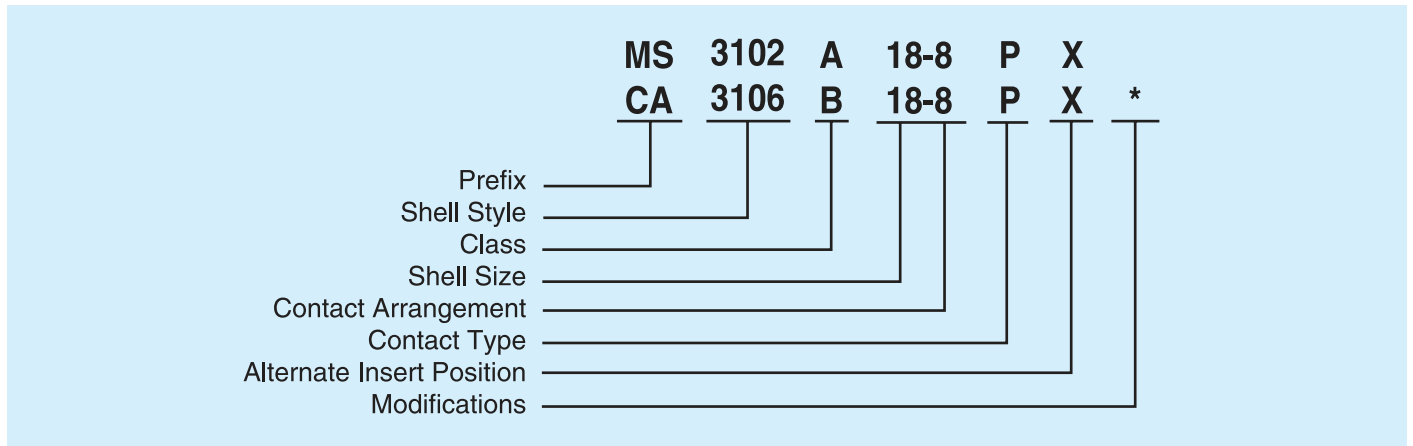 MS 3102 A 18-8 P X
CA 3106 B 18-8 P X *
Prefix
Shell Style
Class
Shell Size
Contact Arrangement
Contact Type
Alternate Insert Position
Modifications